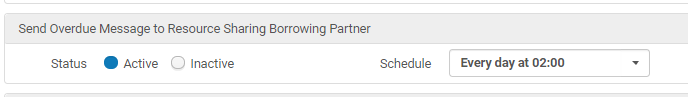 Send Overdue Message to Resource Sharing Borrowing Partner
Status Active Inactive Schedule Every day at 02:00